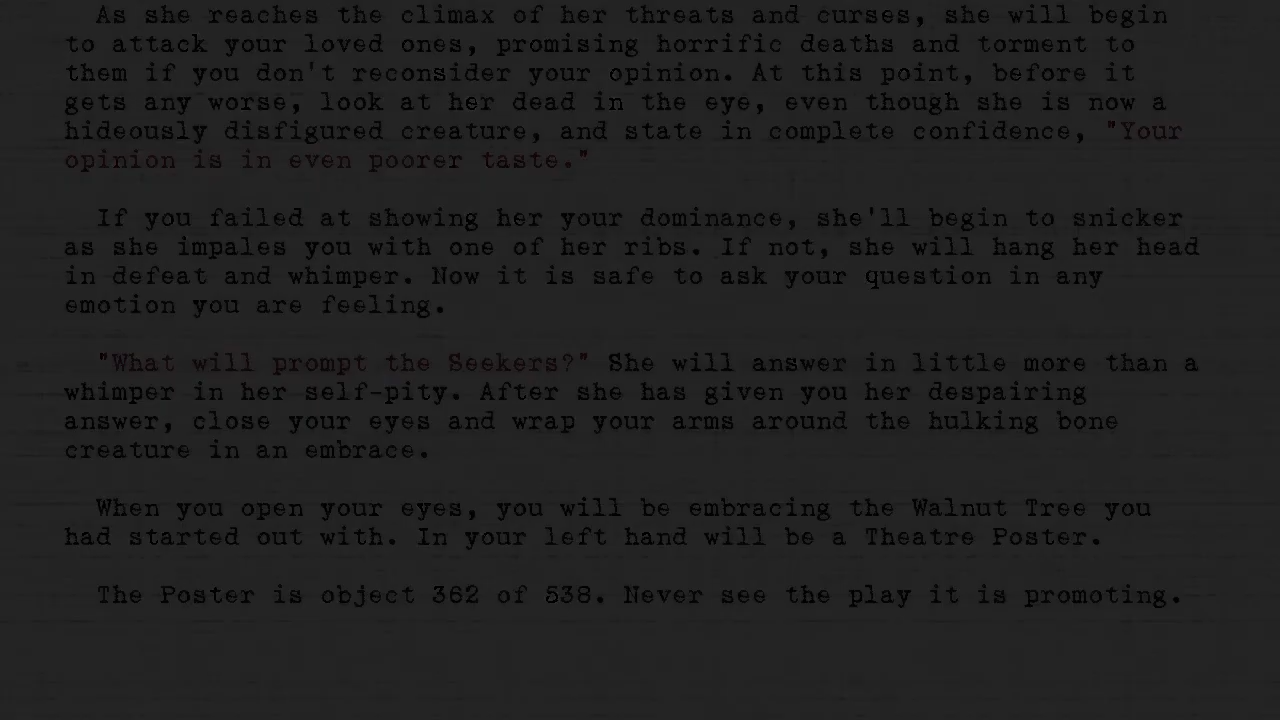 As she reaches the climax of her threats and curses, she will begin
to attack your loved ones, promising horrific deaths and torment to
them if you don't reconsider your opinion. At this point, before it
gets any worse, look at her dead in the eye, even though she is now a
hideously disfigured creature, and state in complete confidence, "Your
opinion is in even poorer taste."
If you failed at showing her your dominance, she'll begin to snicker
as she impales you with one of her ribs. If not, she will hang her head
in defeat and whimper. Now it is safe to ask your question in any
emotion you are feeling.
"What will prompt the Seekers?" She will answer in little more than a
whimper in her self-pity. After she has given you her despairing
answer, close your eyes and wrap your arms around the hulking bone
creature in an embrace.
When you open your eyes, you will be embracing the Walnut Tree you
had started out with. In your left hand will be a Theatre Poster.
The Poster is object 362 of 538. Never see the play it is promoting.